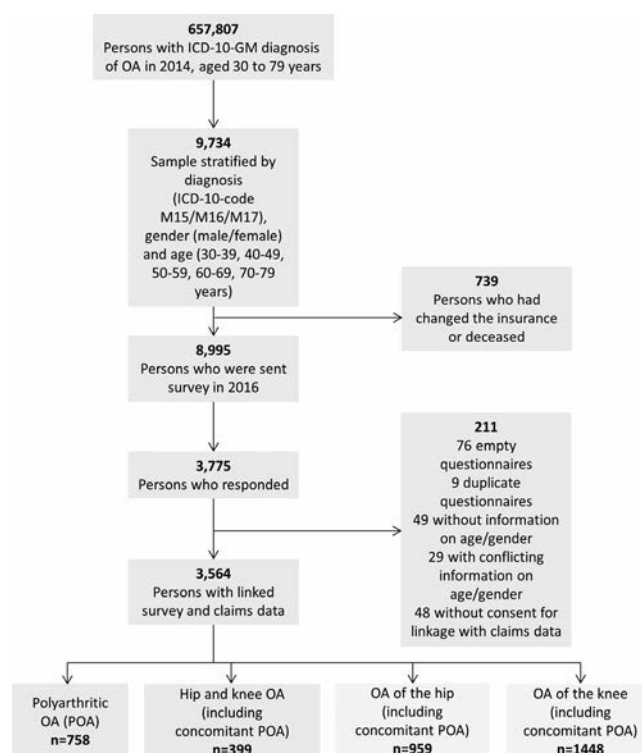 657,807
Persons with ICD-10-GM diagnosis
of OA in 2014, aged 30 to 79 years
9,734
Sample stratified by
diagnosis
(ICD-10-code
M15/M16/M17),
gender (male/female)
and age (30-39, 40-49,
50-59, 60-69, 70-79
years)
739
Persons who had
changed the insurance
or deceased
8,995
Persons who were sent
survey in 2016
211
76 empty
questionnaires
9 duplicate
questionnaires
49 without information
on age/gender
29 with conflicting
information on
age/gender
48 without consent for
linkage with claims data
3,775
Persons who responded
3,564
Persons with linked
survey and claims data
Polyarthritic
OA (POA)
n=758
Hip and knee OA
(including
concomitant POA)
n=399
OA of the hip
(including
concomitant POA)
n=959
OA of the knee
(including
concomitant POA)
n=1448